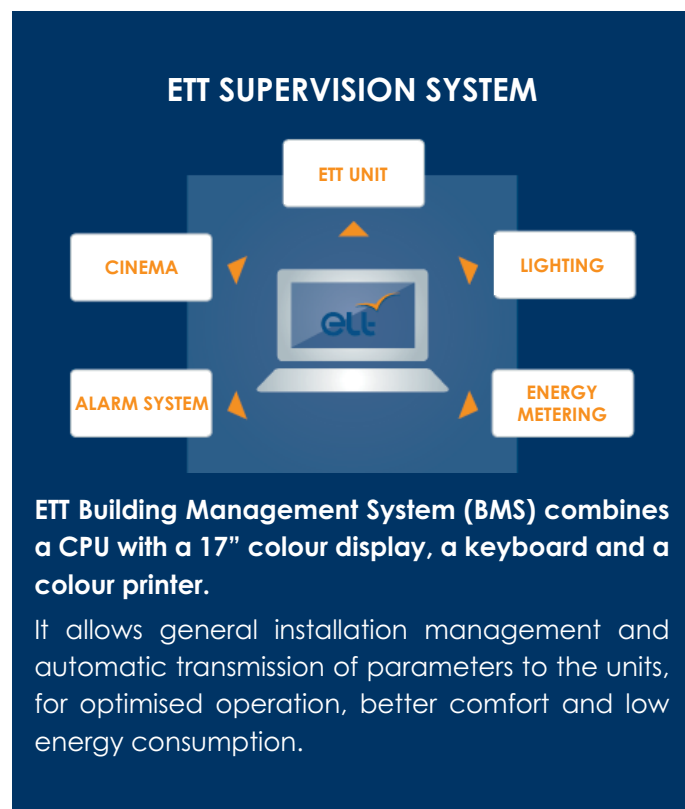 ETT SUPERVISION SYSTEM
ETT UNIT
CINEMA
LIGHTING
ett
ALARM SYSTEM
ENERGY
METERING
ETT Building Management System (BMS) combines
a CPU with a 17” colour display, a keyboard and a
colour printer.
It allows general installation management and
automatic transmission of parameters to the units,
for optimised operation, better comfort and low
energy consumption.